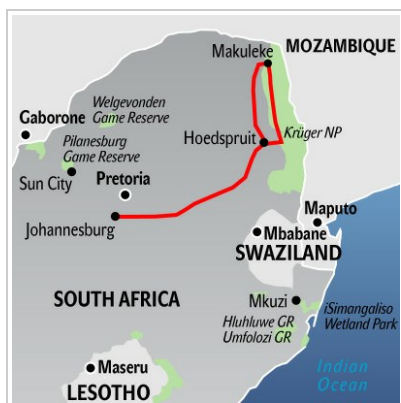 Makuleke
MOZAMBIQUE
Welgevonden
Game Reserve
Gaborone
Pilanesburg
Game Reserve
Hoedspruit
Krüger NP
Sun City
Pretoria
Johannesburg
Maputo
Mbabane
SWAZILAND
SOUTH AFRICA
Mkuzi
iSimangaliso
Wetland Park
Hluhluwe GR
Umfolozi GR
Maseru
LESOTHO
Indian
Ocean